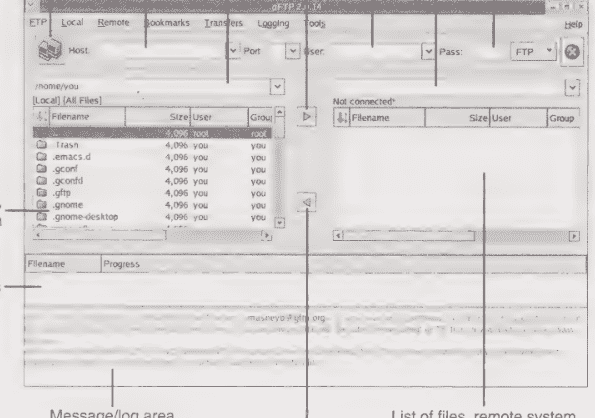 gFTP 2.0.14
FTP Local Remote Bookmarks Transfers Logging Tools Help
Host: Port User: Pass: FTP
/home/you
[Local] [All Files]
Not connected*
Filename Size User Group
Filename Size User Group
.. 4,096 root root
.Trash 4,096 you you
.emacs.d 4,096 you you
.gconf 4,096 you you
.gconfd 4,096 you you
.gftp 4,096 you you
.gnome 4,096 you you
.gnome-desktop 4,096 you you
Filename Progress
Message/log area
List of files, remote system